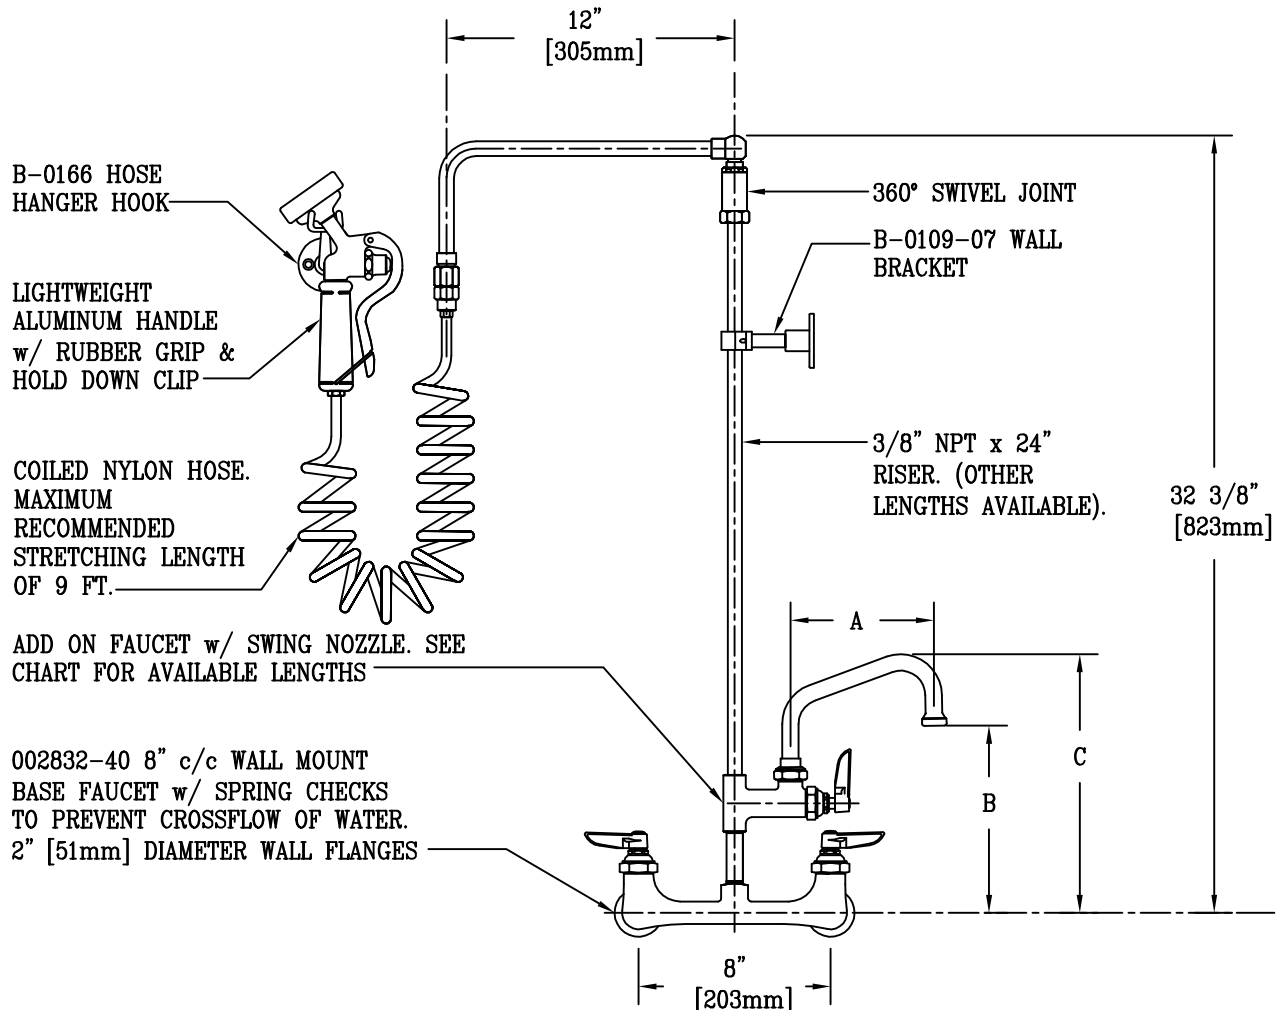 12"
[305mm]
B-0166 HOSE
HANGER HOOK
360° SWIVEL JOINT
B-0109-07 WALL
BRACKET
LIGHTWEIGHT
ALUMINUM HANDLE
w/ RUBBER GRIP &
HOLD DOWN CLIP
3/8" NPT x 24"
RISER. (OTHER
LENGTHS AVAILABLE).
COILED NYLON HOSE.
MAXIMUM
RECOMMENDED
STRETCHING LENGTH
OF 9 FT.
32 3/8"
[823mm]
ADD ON FAUCET w/ SWING NOZZLE. SEE
CHART FOR AVAILABLE LENGTHS
A
B
C
002832-40 8" c/c WALL MOUNT
BASE FAUCET w/ SPRING CHECKS
TO PREVENT CROSSFLOW OF WATER.
2" [51mm] DIAMETER WALL FLANGES
8"
[203mm]